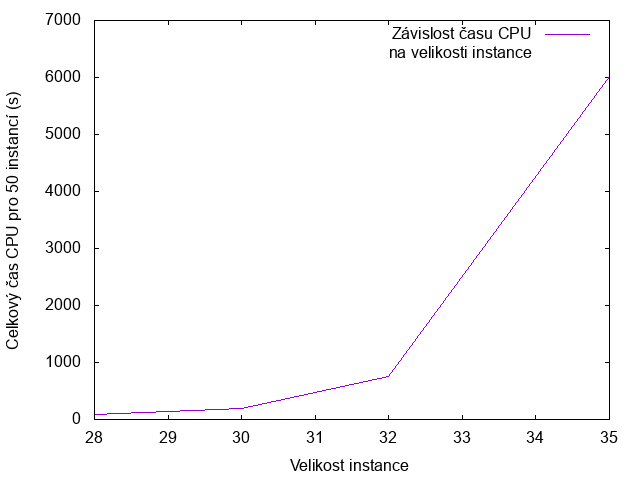 Závislost času CPU
na velikosti instance
Celkový čas CPU pro 50 instancí (s)
7000
6000
5000
4000
3000
2000
1000
0
28 29 30 31 32 33 34 35
Velikost instance